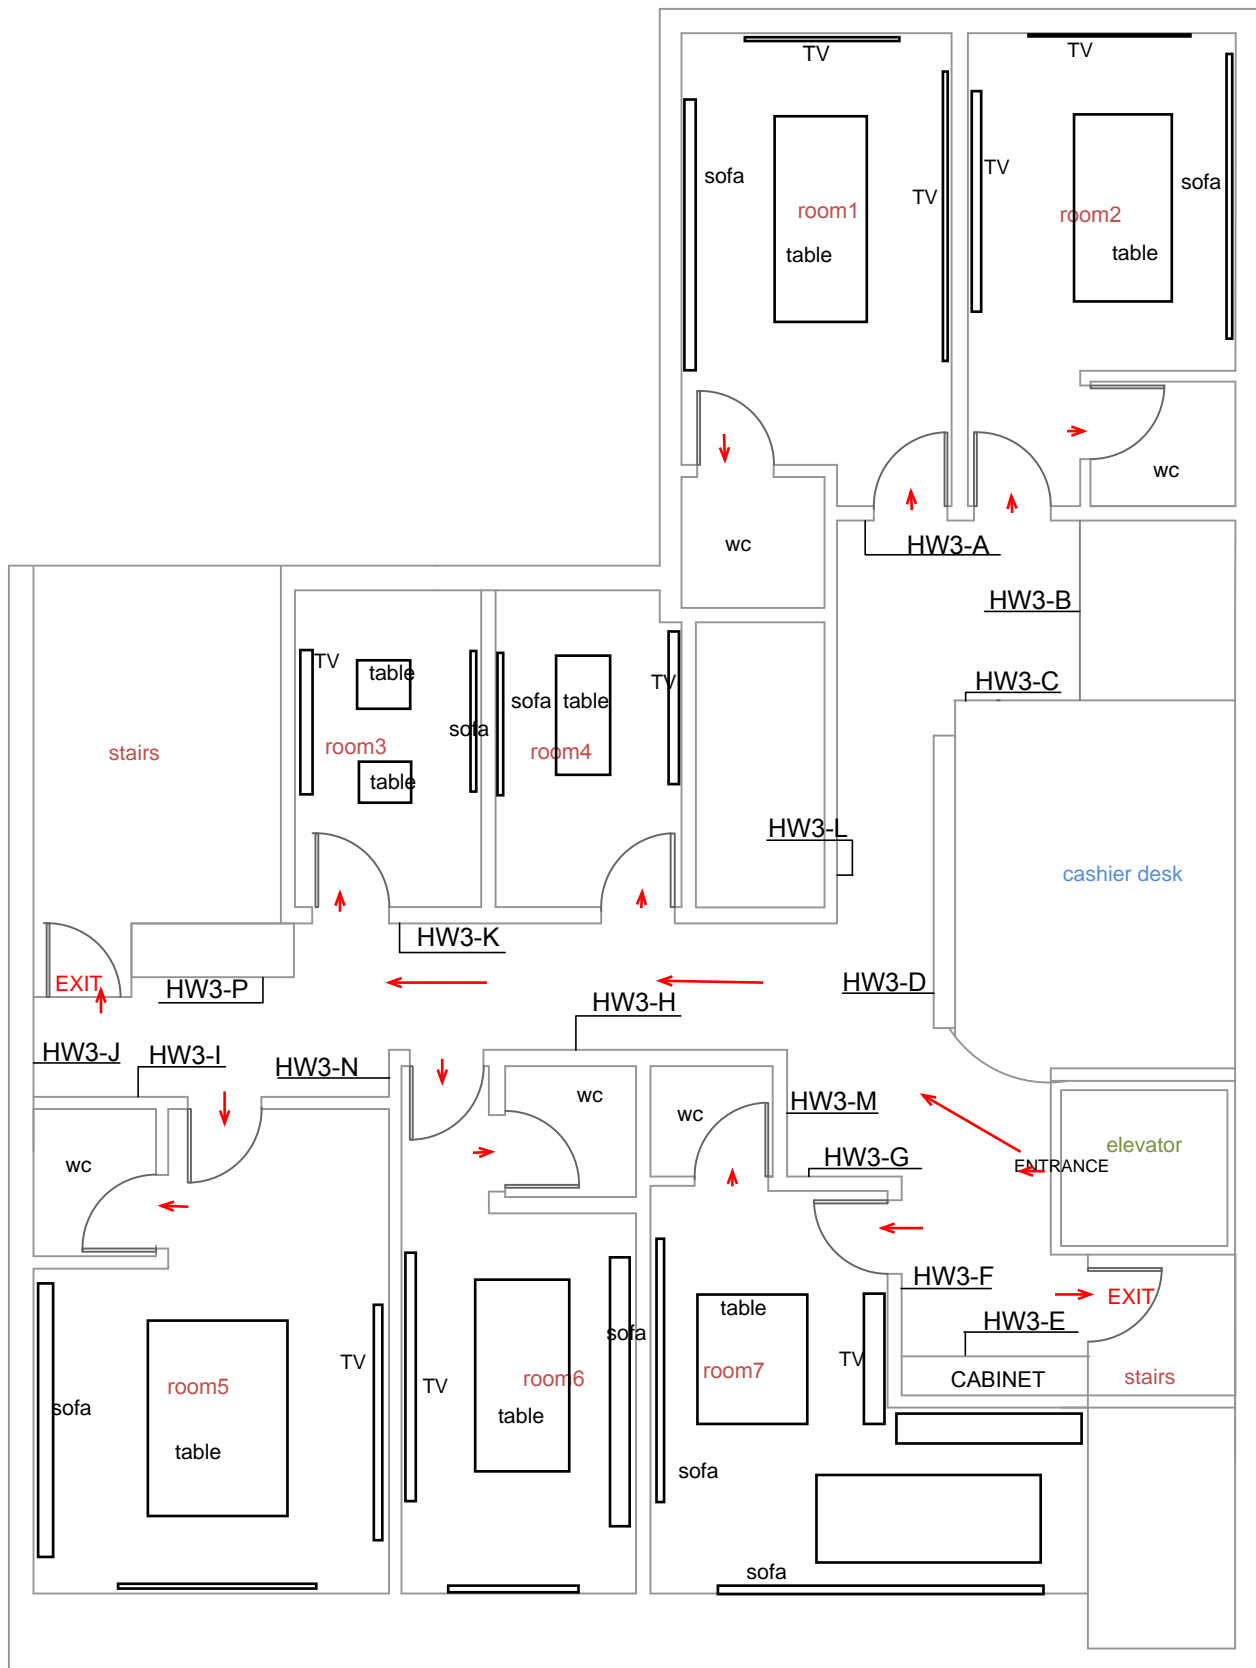 TV
TV
sofa
TV
TV
sofa
room1
room2
table
table
wc
wc
HW3-A
HW3-B
HW3-C
TV
table
sofa
table
TV
sofa
stairs
room3
room4
table
HW3-L
cashier desk
HW3-K
EXIT
HW3-P
HW3-D
HW3-H
HW3-J
HW3-I
HW3-N
wc
wc
HW3-M
wc
elevator
HW3-G
ENTRANCE
HW3-F
EXIT
table
HW3-E
sofa
TV
TV
room5
TV
room6
room7
CABINET
stairs
sofa
table
table
sofa
sofa